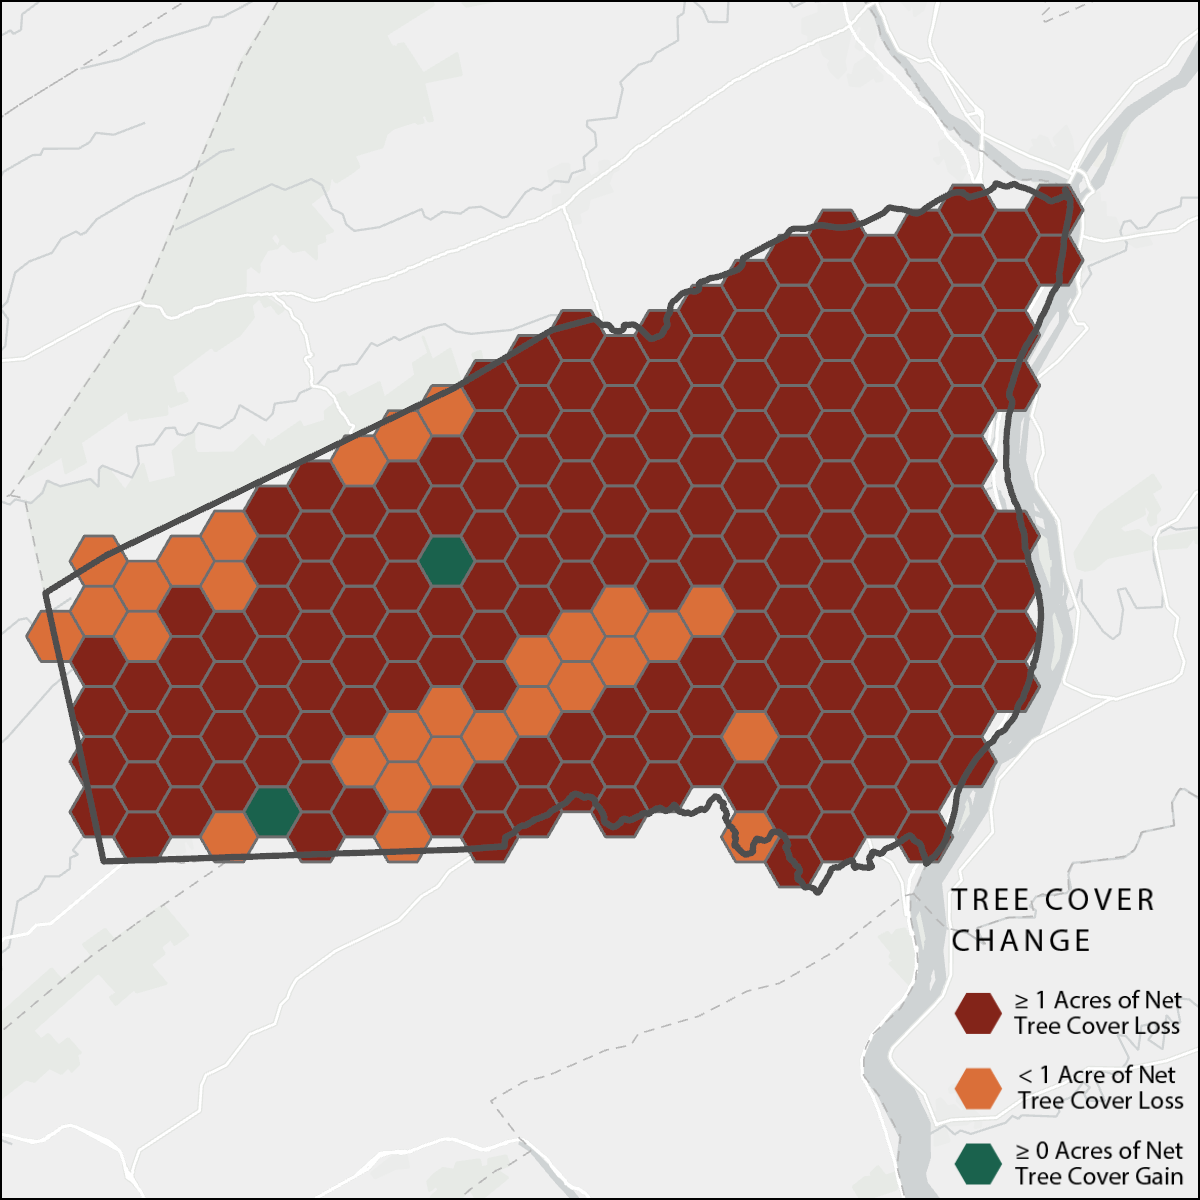 TREE COVER
CHANGE
≥ 1 Acres of Net
Tree Cover Loss
< 1 Acre of Net
Tree Cover Loss
≥ 0 Acres of Net
Tree Cover Gain